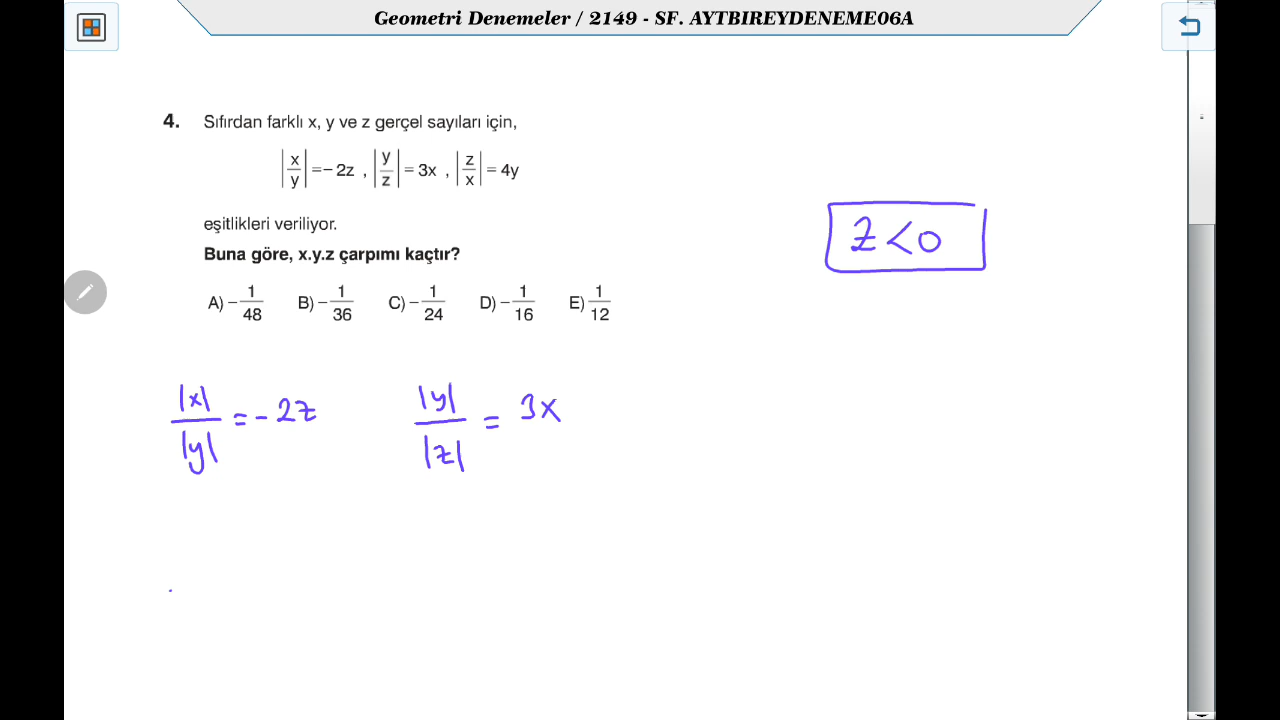 Geometri Denemeler / 2149 - SF. AYTBIREYDENEME06A
4. Sıfırdan farklı x, y ve z gerçel sayıları için,
|x/y| =– 2z , |y/z| = 3x , |z/x| = 4y
eşitlikleri veriliyor.
Buna göre, x.y.z çarpımı kaçtır?
A) –1/48 B) –1/36 C) –1/24 D) –1/16 E) 1/12
z < 0
|x|/|y| = - 2z |y|/|z| = 3x